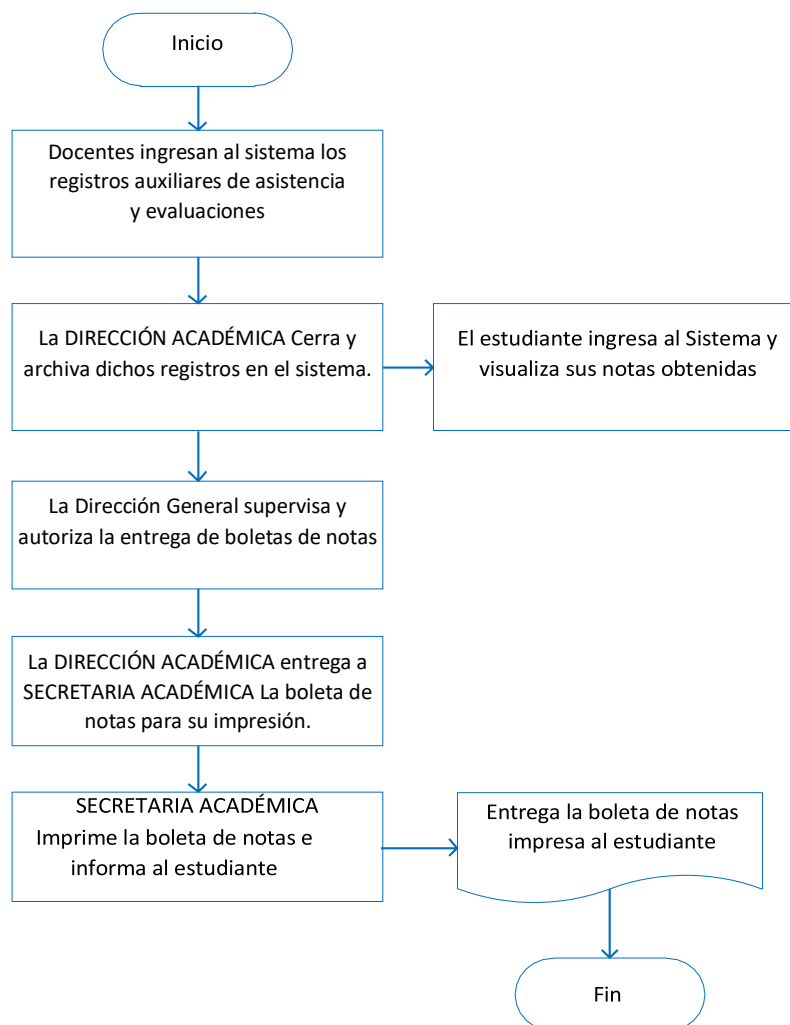 Inicio
Docentes ingresan al sistema los
registros auxiliares de asistencia
y evaluaciones
La DIRECCIÓN ACADÉMICA Cerra y
archiva dichos registros en el sistema.
El estudiante ingresa al Sistema y
visualiza sus notas obtenidas
La Dirección General supervisa y
autoriza la entrega de boletas de notas
La DIRECCIÓN ACADÉMICA entrega a
SECRETARIA ACADÉMICA La boleta de
notas para su impresión.
SECRETARIA ACADÉMICA
Imprime la boleta de notas e
informa al estudiante
Entrega la boleta de notas
impresa al estudiante
Fin